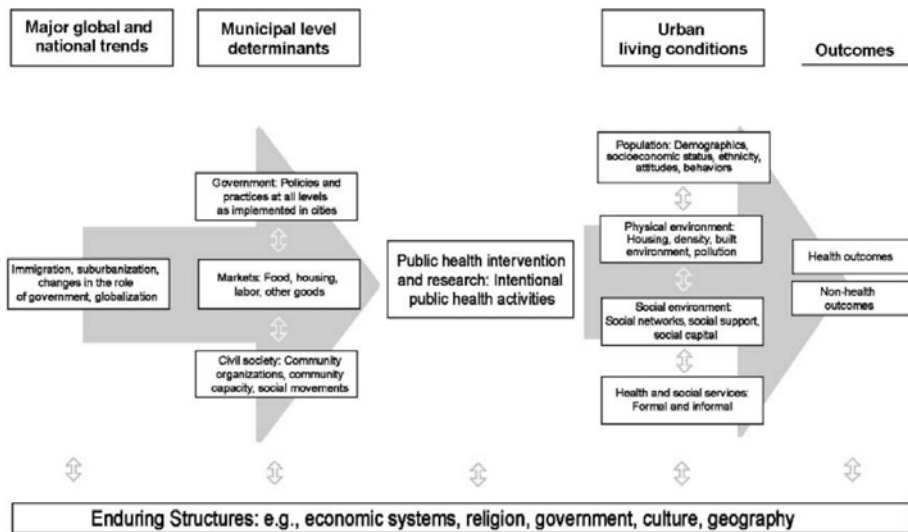 Major global and
national trends
Municipal level
determinants
Urban
living conditions
Outcomes
Immigration, suburbanization,
changes in the role
of government, globalization
Government: Policies and
practices at all levels
as implemented in cities
Markets: Food, housing,
labor, other goods
Civil society: Community
organizations, community
capacity, social movements
Public health intervention
and research: Intentional
public health activities
Population: Demographics,
socioeconomic status, ethnicity,
attitudes, behaviors
Physical environment:
Housing, density, built
environment, pollution
Social environment:
Social networks, social support,
social capital
Health and social services:
Formal and informal
Health outcomes
Non-health
outcomes
Enduring Structures: e.g., economic systems, religion, government, culture, geography